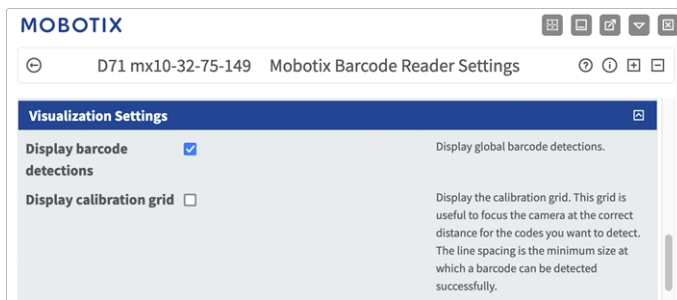 MOBOTIX
D71 mx10-32-75-149 Mobotix Barcode Reader Settings
Visualization Settings
Display barcode
detections
Display global barcode detections.
Display calibration grid
Display the calibration grid. This grid is
useful to focus the camera at the correct
distance for the codes you want to detect.
The line spacing is the minimum size at
which a barcode can be detected
successfully.